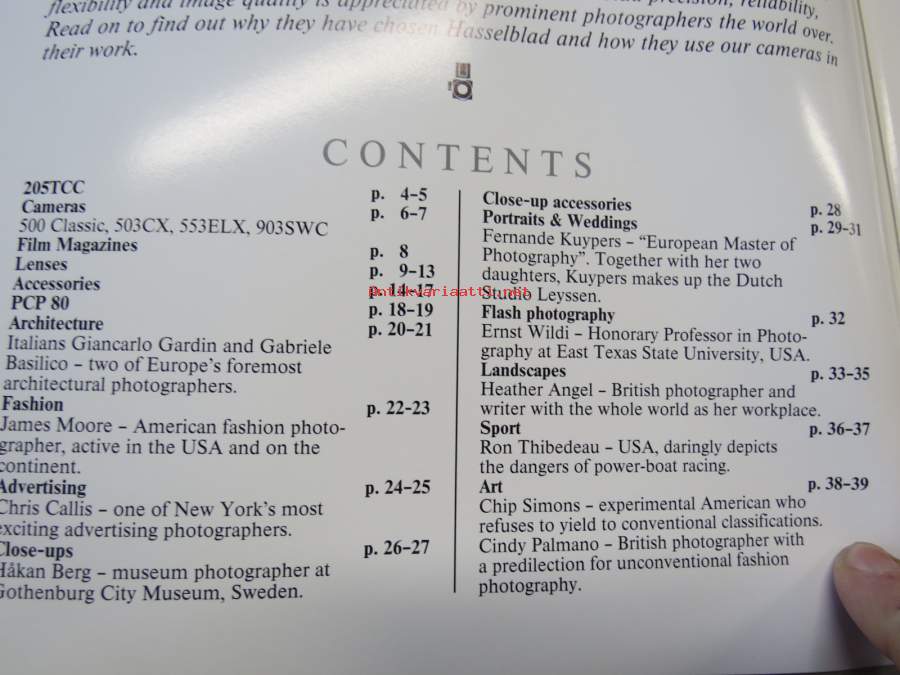 flexibility and image quality is appreciated by prominent photographers the world over.
Read on to find out why they have chosen Hasselblad and how they use our cameras in
their work.
CONTENTS
205TCC p. 4-5
Cameras p. 6-7
500 Classic, 503CX, 553ELX, 903SWC
Film Magazines p. 8
Lenses p. 9-13
Accessories p. 14-17
PCP 80 p. 18-19
Architecture p. 20-21
Italians Giancarlo Gardin and Gabriele
Basilico – two of Europe's foremost
architectural photographers.
Fashion p. 22-23
James Moore – American fashion photo-
grapher, active in the USA and on the
continent.
Advertising p. 24-25
Chris Callis – one of New York's most
exciting advertising photographers.
Close-ups p. 26-27
Håkan Berg – museum photographer at
Gothenburg City Museum, Sweden.
Close-up accessories p. 28
Portraits & Weddings p. 29-31
Fernande Kuypers – “European Master of
Photography”. Together with her two
daughters, Kuypers makes up the Dutch
Studio Leyssen.
Flash photography p. 32
Ernst Wildi – Honorary Professor in Photo-
graphy at East Texas State University, USA.
Landscapes p. 33-35
Heather Angel – British photographer and
writer with the whole world as her workplace.
Sport p. 36-37
Ron Thibedeau – USA, daringly depicts
the dangers of power-boat racing.
Art p. 38-39
Chip Simons – experimental American who
refuses to yield to conventional classifications.
Cindy Palmano – British photographer with
a predilection for unconventional fashion
photography.
Antikvariaatti.net